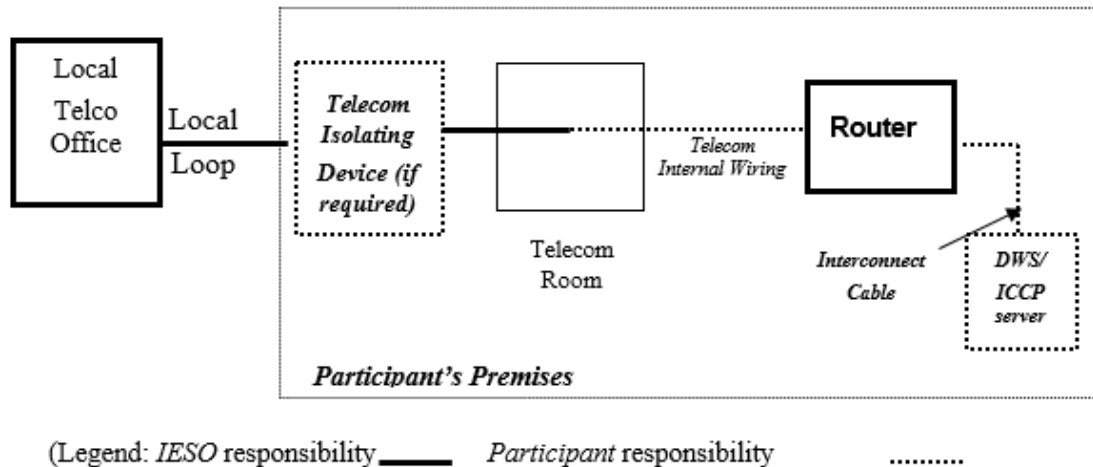 Local
Telco
Office
Local
Loop
Telecom
Isolating
Device (if
required)
Telecom
Room
Telecom
Internal Wiring
Router
Interconnect
Cable
DWS/
ICCP
server
Participant's Premises
(Legend: IESO responsibility Participant responsibility